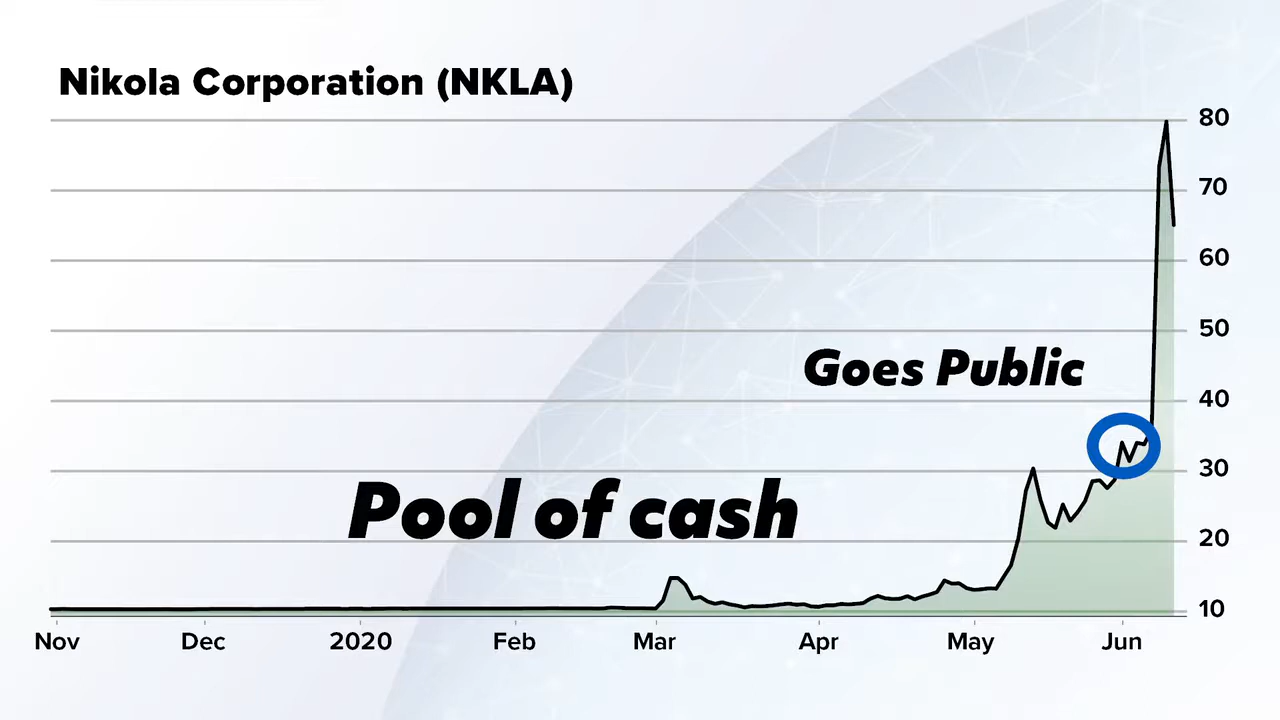 Nikola Corporation (NKLA)
80
70
60
50
Goes Public
40
30
Pool of cash
20
10
Nov Dec 2020 Feb Mar Apr May Jun